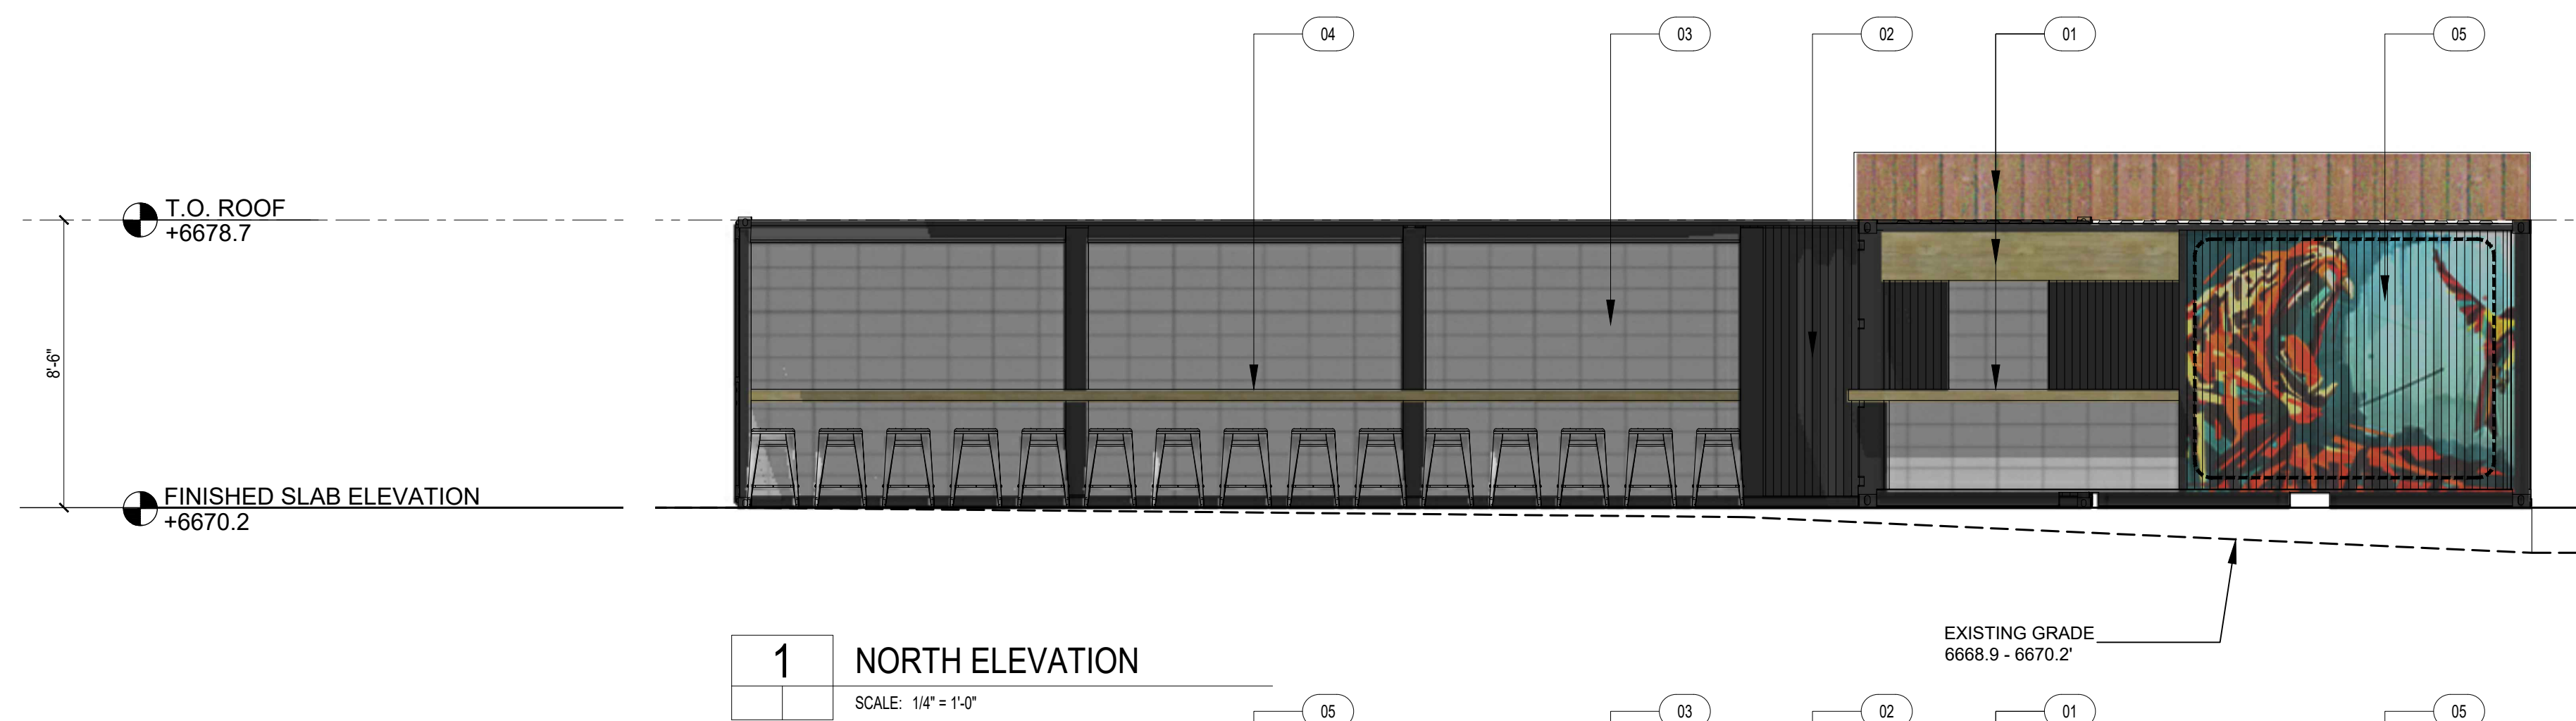 04
03
02
01
05
T.O. ROOF
+6678.7
8'-6"
FINISHED SLAB ELEVATION
+6670.2
EXISTING GRADE
6668.9 - 6670.2'
1
NORTH ELEVATION
SCALE: 1/4" = 1'-0"
05
03
02
01
05